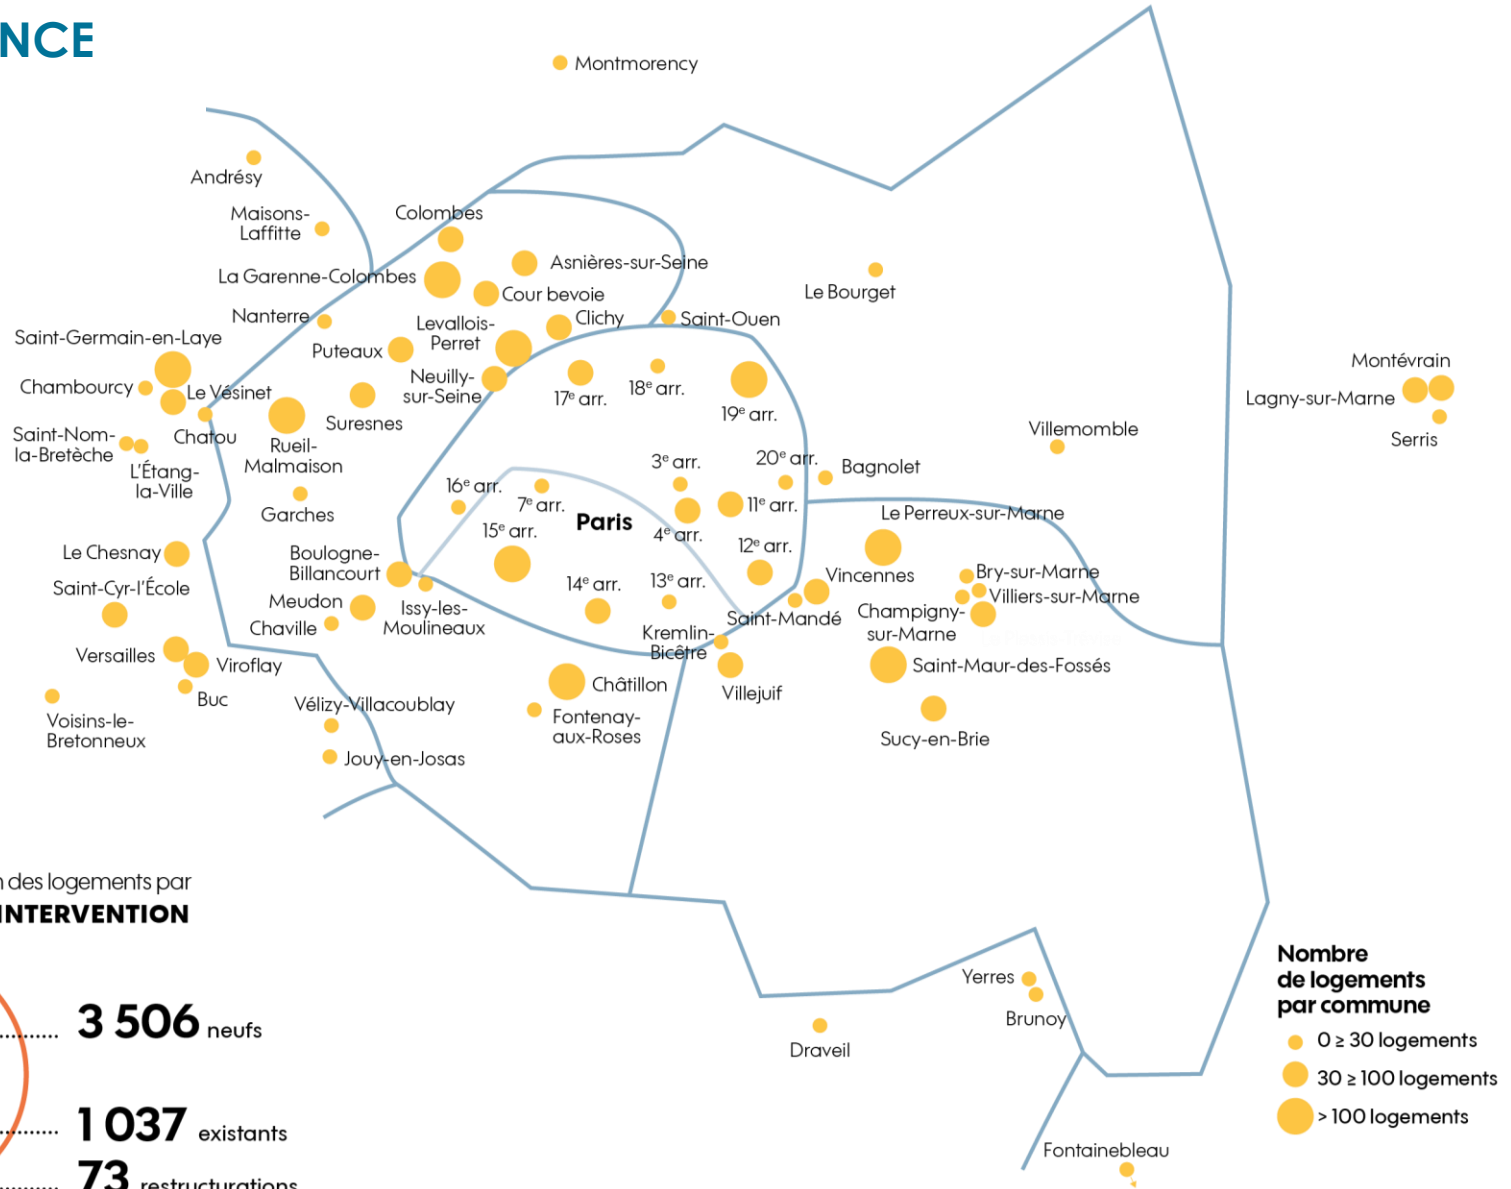 NCE
Montmorency
Andrésy
Maisons-
Laffitte
Colombes
La Garenne-Colombes
Asnières-sur-Seine
Cour bevoie
Le Bourget
Nanterre
Levallois-
Perret
Clichy
Saint-Ouen
Saint-Germain-en-Laye
Puteaux
Chambourcy
Le Vésinet
Neuilly-
sur-Seine
17e arr.
18e arr.
19e arr.
Montévrain
Lagny-sur-Marne
Serris
Chatou
Suresnes
Rueil-
Malmaison
Saint-Nom-
la-Bretèche
L'Étang-
la-Ville
Villemomble
3e arr.
20e arr.
Bagnolet
16e arr.
7e arr.
11e arr.
Garches
15e arr.
Paris
4e arr.
Le Perreux-sur-Marne
12e arr.
Le Chesnay
Boulogne-
Billancourt
Saint-Cyr-l'École
14e arr.
13e arr.
Vincennes
Bry-sur-Marne
Villiers-sur-Marne
Meudon
Issy-les-
Moulineaux
Chaville
Saint-Mandé
Champigny-
sur-Marne
Kremlin-
Bicêtre
Versailles
Viroflay
Buc
Châtillon
Villejuif
Saint-Maur-des-Fossés
Voisins-le-
Bretonneux
Vélizy-Villacoublay
Fontenay-
aux-Roses
Sucy-en-Brie
Jouy-en-Josas
n des logements par
INTERVENTION
3 506 neufs
1 037 existants
73 restructurations
Yerres
Brunoy
Draveil
Fontainebleau
Nombre
de logements
par commune
0 ≥ 30 logements
30 ≥ 100 logements
> 100 logements